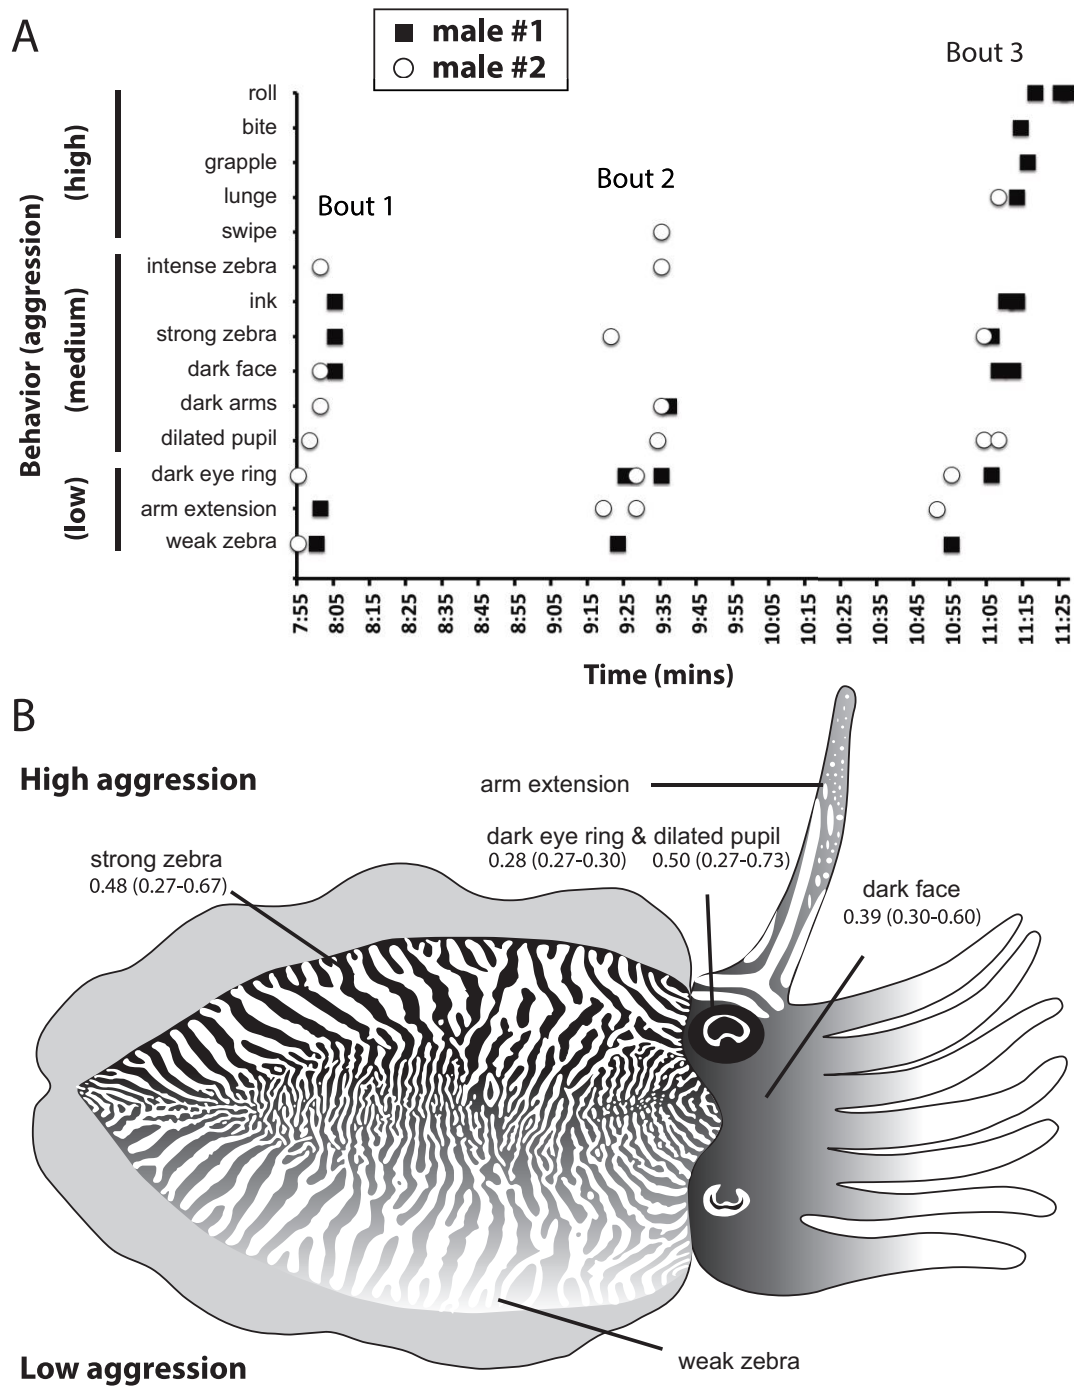 A
male #1
male #2
Bout 3
Bout 2
Bout 1
Behavior (aggression)
(high)
(medium)
(low)
roll
bite
grapple
lunge
swipe
intense zebra
ink
strong zebra
dark face
dark arms
dilated pupil
dark eye ring
arm extension
weak zebra
7:55 8:05 8:15 8:25 8:35 8:45 8:55 9:05 9:15 9:25 9:35 9:45 9:55 10:05 10:15 10:25 10:35 10:45 10:55 11:05 11:15 11:25
Time (mins)
B
High aggression
arm extension
dark eye ring & dilated pupil
0.28 (0.27-0.30) 0.50 (0.27-0.73)
strong zebra
0.48 (0.27-0.67)
dark face
0.39 (0.30-0.60)
weak zebra
Low aggression